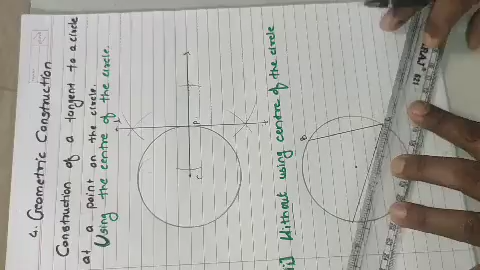 4. Geometric Construction
Construction of a tangent to a circle
at a point on the circle.
Using the centre of the circle.
P
C
ii] Without using centre of the circle
B